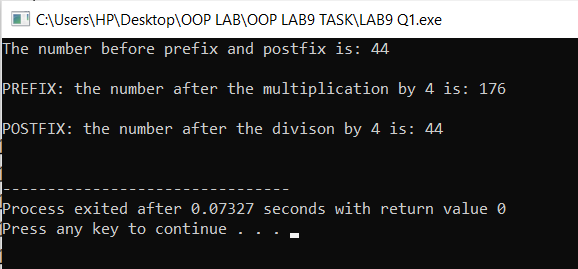 C:\Users\HP\Desktop\OOP LAB\OOP LAB9 TASK\LAB9 Q1.exe
The number before prefix and postfix is: 44
PREFIX: the number after the multiplication by 4 is: 176
POSTFIX: the number after the divison by 4 is: 44
--------------------------------
Process exited after 0.07327 seconds with return value 0
Press any key to continue . . .